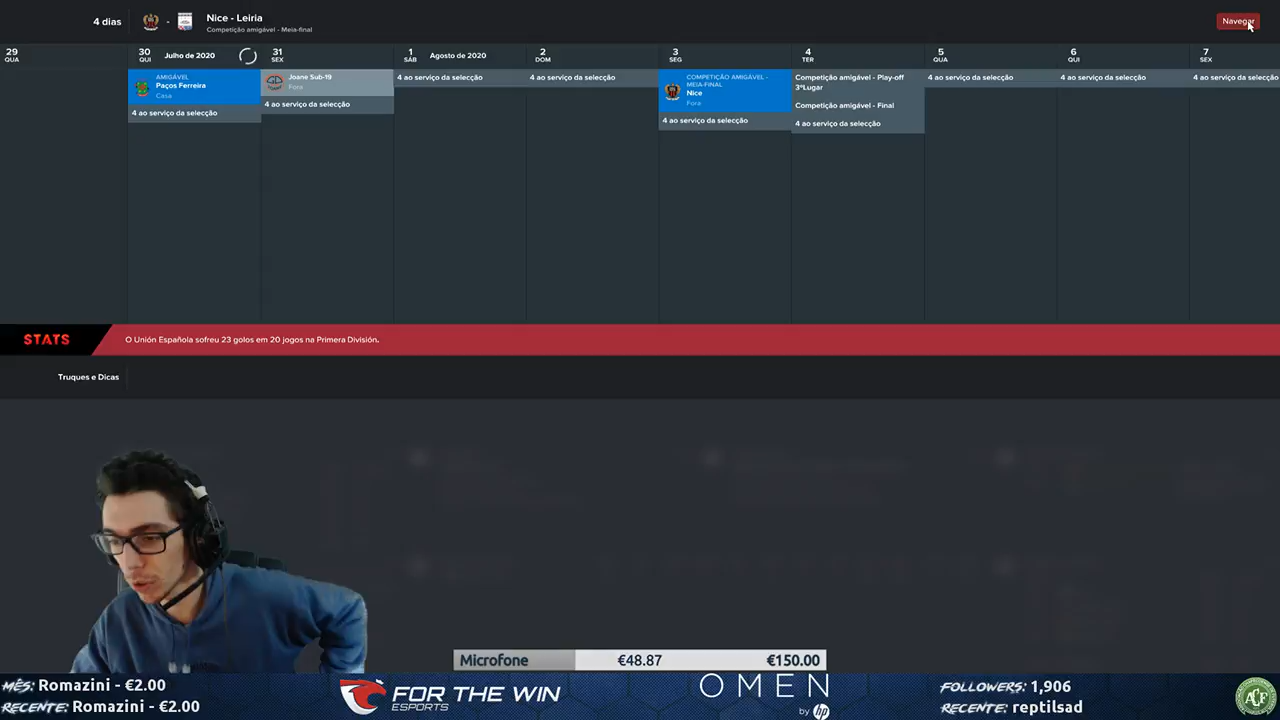 4 dias
-
Nice - Leiria
Competição amigável - Meia-final
Navegar
29
QUA
30
QUI
Julho de 2020
31
SEX
1
SÁB
Agosto de 2020
2
DOM
3
SEG
4
TER
5
QUA
6
QUI
7
SEX
AMIGÁVEL
Paços Ferreira
Casa
4 ao serviço da selecção
Joane Sub-19
Fora
4 ao serviço da selecção
4 ao serviço da selecção
4 ao serviço da selecção
COMPETIÇÃO AMIGÁVEL -
MEIA-FINAL
Nice
Fora
4 ao serviço da selecção
Competição amigável - Play-off
3ºLugar
Competição amigável - Final
4 ao serviço da selecção
4 ao serviço da selecção
4 ao serviço da selecção
4 ao serviço da selecção
STATS
O Unión Española sofreu 23 golos em 20 jogos na Primera División.
Truques e Dicas
Microfone €48.87 €150.00
MÊS: Romazini - €2.00
RECENTE: Romazini - €2.00
FOR THE WIN
ESPORTS
OMEN
by hp
FOLLOWERS: 1,906
RECENTE: reptilsad
ACF